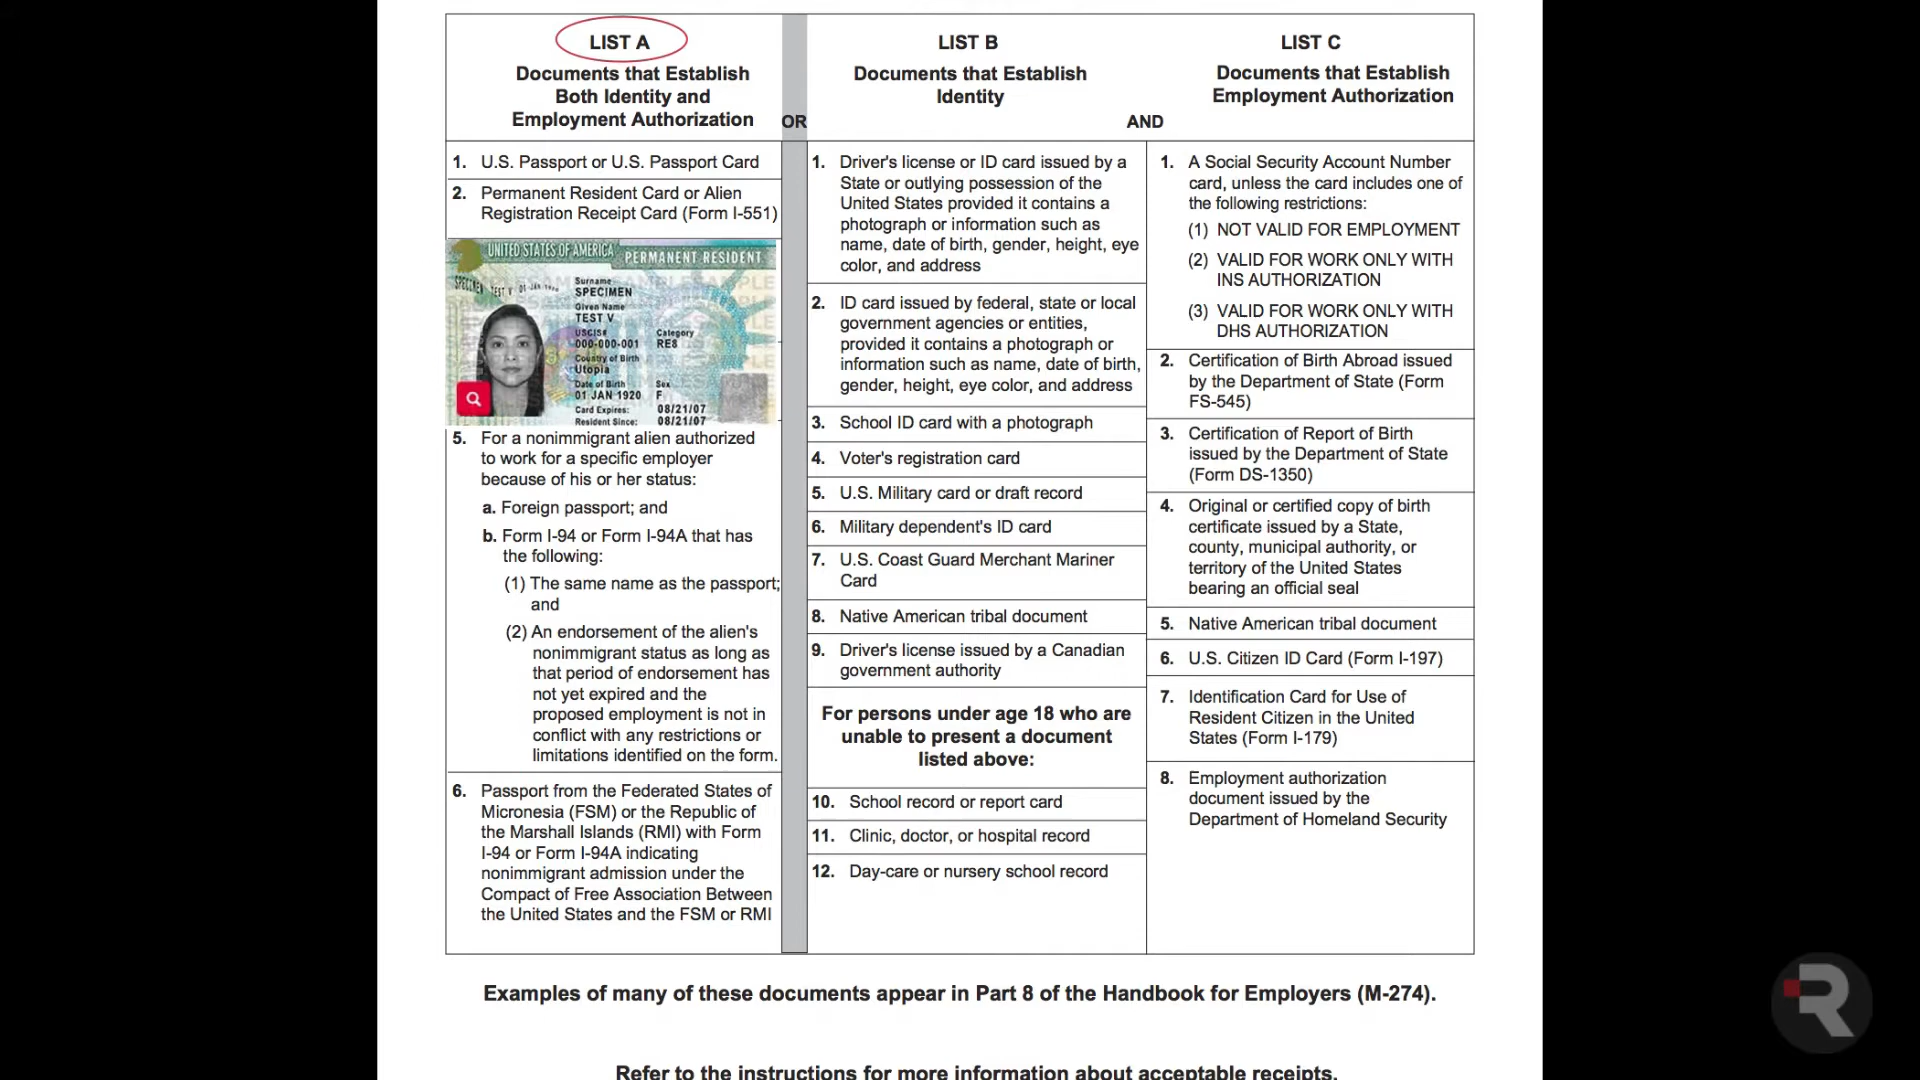 LIST A
Documents that Establish
Both Identity and
Employment Authorization
OR
LIST B
Documents that Establish
Identity
AND
LIST C
Documents that Establish
Employment Authorization
1. U.S. Passport or U.S. Passport Card
2. Permanent Resident Card or Alien
Registration Receipt Card (Form I-551)
UNITED STATES OF AMERICA
PERMANENT RESIDENT
SPECIMEN TEST V 01 JAN 1920
Surname
SPECIMEN
Given Name
TEST V
USCIS#
000-000-001
Category
RE8
Country of Birth
Utopia
Date of Birth
01 JAN 1920
Sex
F
Card Expires: 08/21/07
Resident Since: 08/21/07
5. For a nonimmigrant alien authorized
to work for a specific employer
because of his or her status:
a. Foreign passport; and
b. Form I-94 or Form I-94A that has
the following:
(1) The same name as the passport;
and
(2) An endorsement of the alien's
nonimmigrant status as long as
that period of endorsement has
not yet expired and the
proposed employment is not in
conflict with any restrictions or
limitations identified on the form.
6. Passport from the Federated States of
Micronesia (FSM) or the Republic of
the Marshall Islands (RMI) with Form
I-94 or Form I-94A indicating
nonimmigrant admission under the
Compact of Free Association Between
the United States and the FSM or RMI
1. Driver's license or ID card issued by a
State or outlying possession of the
United States provided it contains a
photograph or information such as
name, date of birth, gender, height, eye
color, and address
2. ID card issued by federal, state or local
government agencies or entities,
provided it contains a photograph or
information such as name, date of birth,
gender, height, eye color, and address
3. School ID card with a photograph
4. Voter's registration card
5. U.S. Military card or draft record
6. Military dependent's ID card
7. U.S. Coast Guard Merchant Mariner
Card
8. Native American tribal document
9. Driver's license issued by a Canadian
government authority
For persons under age 18 who are
unable to present a document
listed above:
10. School record or report card
11. Clinic, doctor, or hospital record
12. Day-care or nursery school record
1. A Social Security Account Number
card, unless the card includes one of
the following restrictions:
(1) NOT VALID FOR EMPLOYMENT
(2) VALID FOR WORK ONLY WITH
INS AUTHORIZATION
(3) VALID FOR WORK ONLY WITH
DHS AUTHORIZATION
2. Certification of Birth Abroad issued
by the Department of State (Form
FS-545)
3. Certification of Report of Birth
issued by the Department of State
(Form DS-1350)
4. Original or certified copy of birth
certificate issued by a State,
county, municipal authority, or
territory of the United States
bearing an official seal
5. Native American tribal document
6. U.S. Citizen ID Card (Form I-197)
7. Identification Card for Use of
Resident Citizen in the United
States (Form I-179)
8. Employment authorization
document issued by the
Department of Homeland Security
Examples of many of these documents appear in Part 8 of the Handbook for Employers (M-274).
Refer to the instructions for more information about acceptable receipts.
R